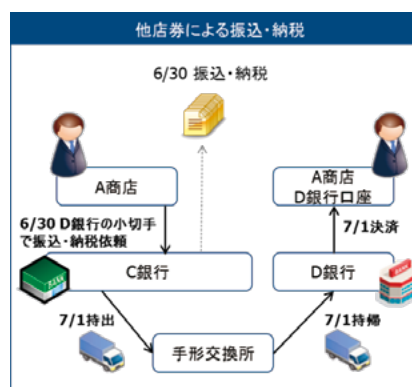 他店券による振込・納税
6/30 振込・納税
A商店
A商店
D銀行口座
6/30 D銀行の小切手
で振込・納税依頼
7/1決済
C銀行
D銀行
7/1持出
7/1持帰
手形交換所